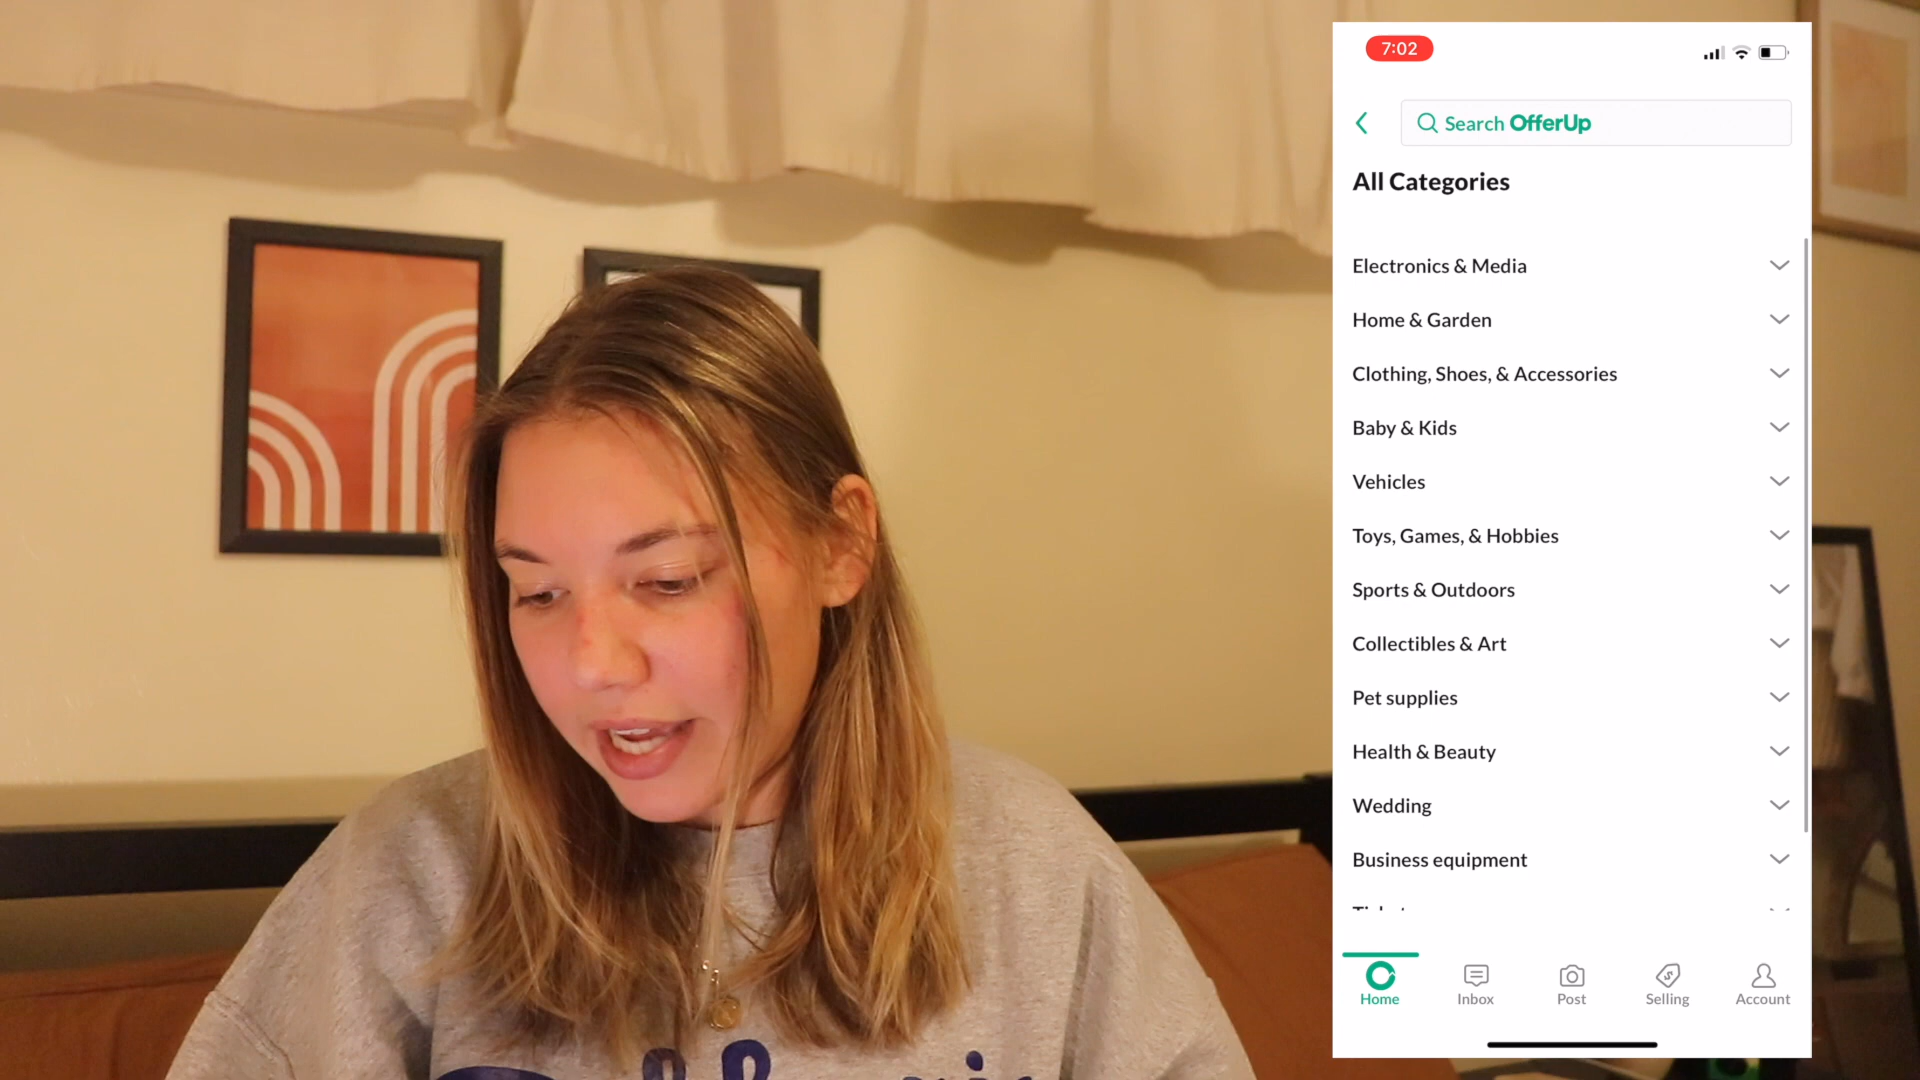 7:02
Search OfferUp
All Categories
Electronics & Media
Home & Garden
Clothing, Shoes, & Accessories
Baby & Kids
Vehicles
Toys, Games, & Hobbies
Sports & Outdoors
Collectibles & Art
Pet supplies
Health & Beauty
Wedding
Business equipment
Home
Inbox
Post
Selling
Account